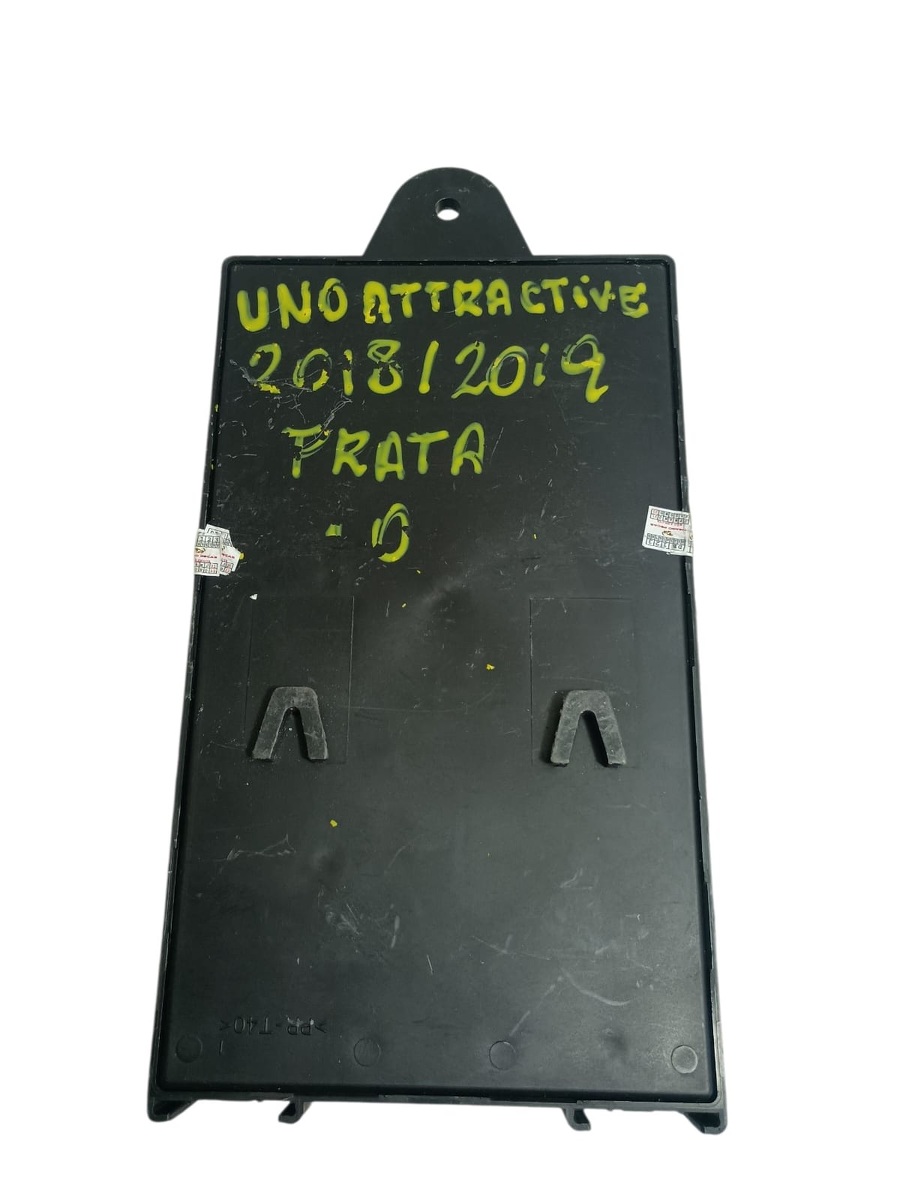 UNO ATTRACTIVE
2018/2019
PRATA
- 0
>PP-T40<